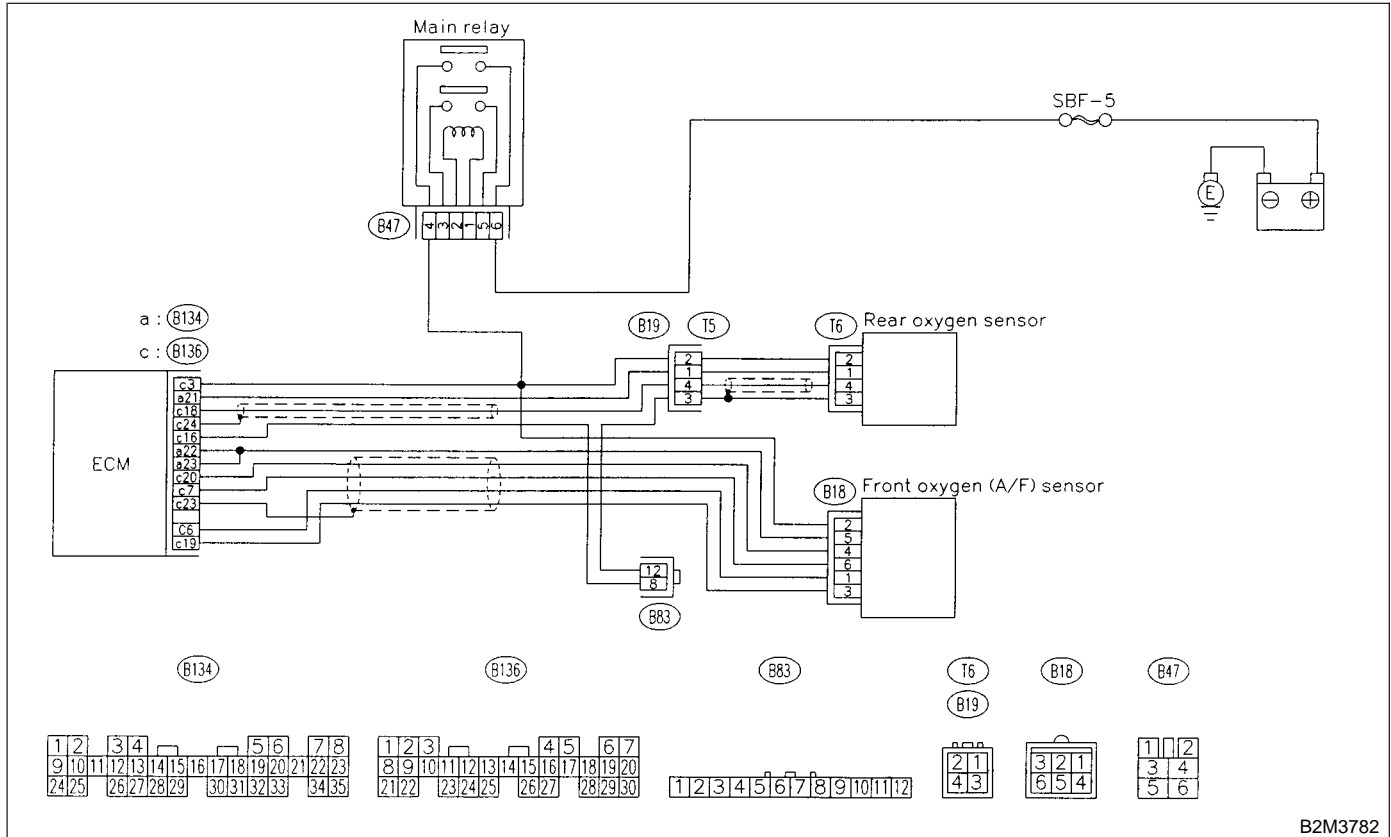 Main relay
SBF-5
E
B47
4 3 2 1 5 6
a : B134
c : B136
B19
T5
T6
Rear oxygen sensor
2
1
4
3
2
1
4
3
ECM
c3
a21
c18
c24
c16
a22
a23
c20
c7
c23
C6
c19
B18
Front oxygen (A/F) sensor
2
5
4
6
1
3
12
8
B83
B134
B136
B83
T6
B19
B18
B47
1 2 3 4 5 6 7 8
9 10 11 12 13 14 15 16 17 18 19 20 21 22 23
24 25 26 27 28 29 30 31 32 33 34 35
1 2 3 4 5 6 7
8 9 10 11 12 13 14 15 16 17 18 19 20
21 22 23 24 25 26 27 28 29 30
1 2 3 4 5 6 7 8 9 10 11 12
2 1
4 3
3 2 1
6 5 4
1 2
3 4
5 6
B2M3782